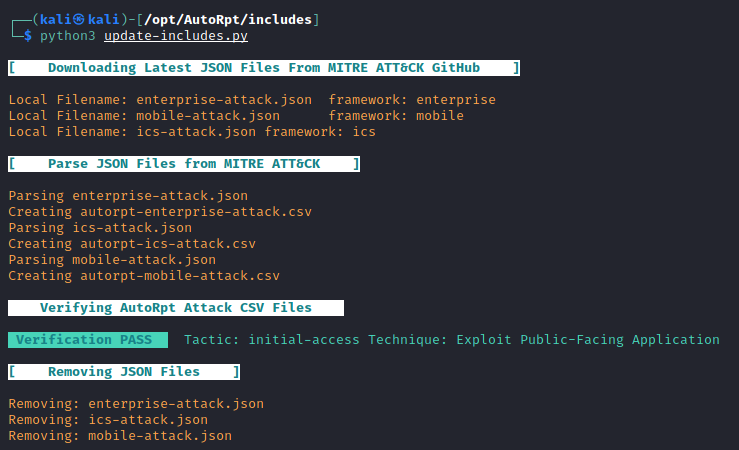 ┌──(kali㉿kali)-[/opt/AutoRpt/includes]
└─$ python3 update-includes.py
[    Downloading Latest JSON Files From MITRE ATT&CK GitHub    ]
Local Filename: enterprise-attack.json  framework: enterprise
Local Filename: mobile-attack.json      framework: mobile
Local Filename: ics-attack.json framework: ics
[    Parse JSON Files from MITRE ATT&CK    ]
Parsing enterprise-attack.json
Creating autorpt-enterprise-attack.csv
Parsing ics-attack.json
Creating autorpt-ics-attack.csv
Parsing mobile-attack.json
Creating autorpt-mobile-attack.csv
Verifying AutoRpt Attack CSV Files
Verification PASS   Tactic: initial-access Technique: Exploit Public-Facing Application
[    Removing JSON Files    ]
Removing: enterprise-attack.json
Removing: ics-attack.json
Removing: mobile-attack.json